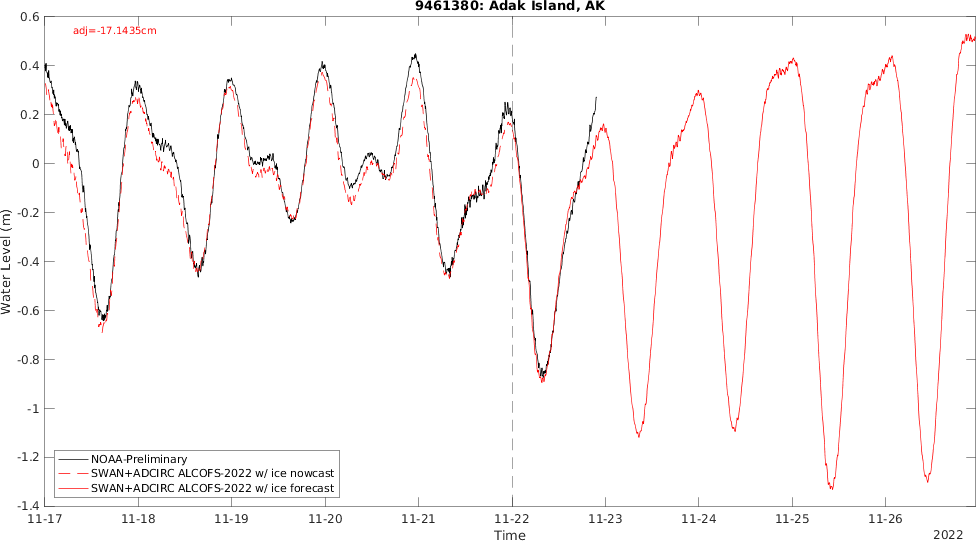 9461380: Adak Island, AK
adj=-17.1435cm
0.6
0.4
0.2
0
-0.2
-0.4
-0.6
-0.8
-1
-1.2
-1.4
Water Level (m)
NOAA-Preliminary
SWAN+ADCIRC ALCOFS-2022 w/ ice nowcast
SWAN+ADCIRC ALCOFS-2022 w/ ice forecast
11-17 11-18 11-19 11-20 11-21 11-22 11-23 11-24 11-25 11-26
Time
2022